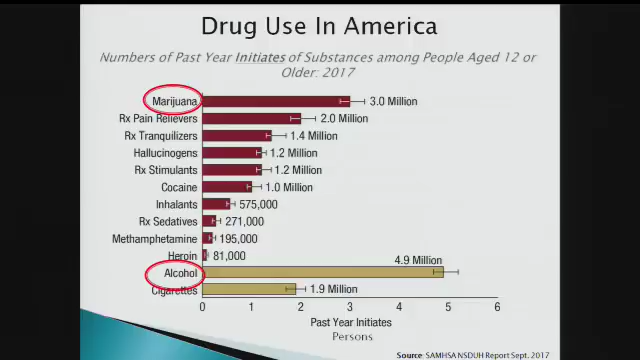 Drug Use In America
Numbers of Past Year Initiates of Substances among People Aged 12 or
Older: 2017
Marijuana 3.0 Million
Rx Pain Relievers 2.0 Million
Rx Tranquilizers 1.4 Million
Hallucinogens 1.2 Million
Rx Stimulants 1.2 Million
Cocaine 1.0 Million
Inhalants 575,000
Rx Sedatives 271,000
Methamphetamine 195,000
Heroin 81,000
Alcohol 4.9 Million
Cigarettes 1.9 Million
0 1 2 3 4 5 6
Past Year Initiates
Persons
Source: SAMHSA NSDUH Report Sept. 2017